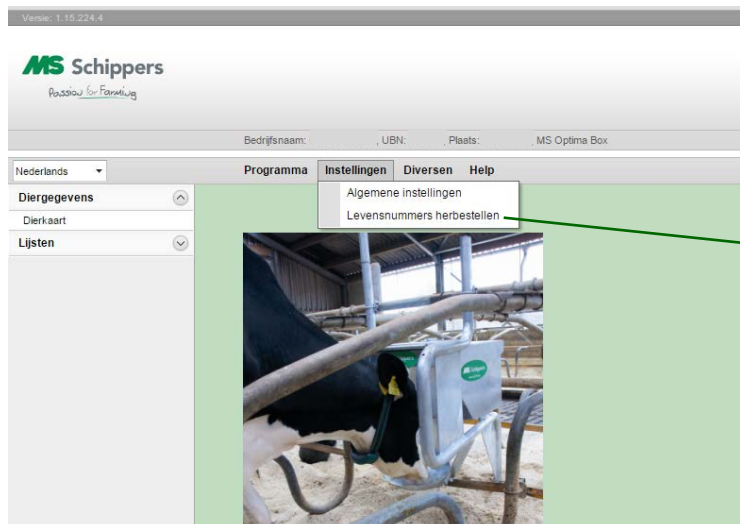 Versie: 1.15.224.4
MS Schippers
Passion for Farming
Bedrijfsnaam: , UBN: , Plaats: , MS Optima Box
Nederlands Programma Instellingen Diversen Help
Algemene instellingen
Levensnummers herbestellen
Diergegevens
Dierkaart
Lijsten
MS Schippers